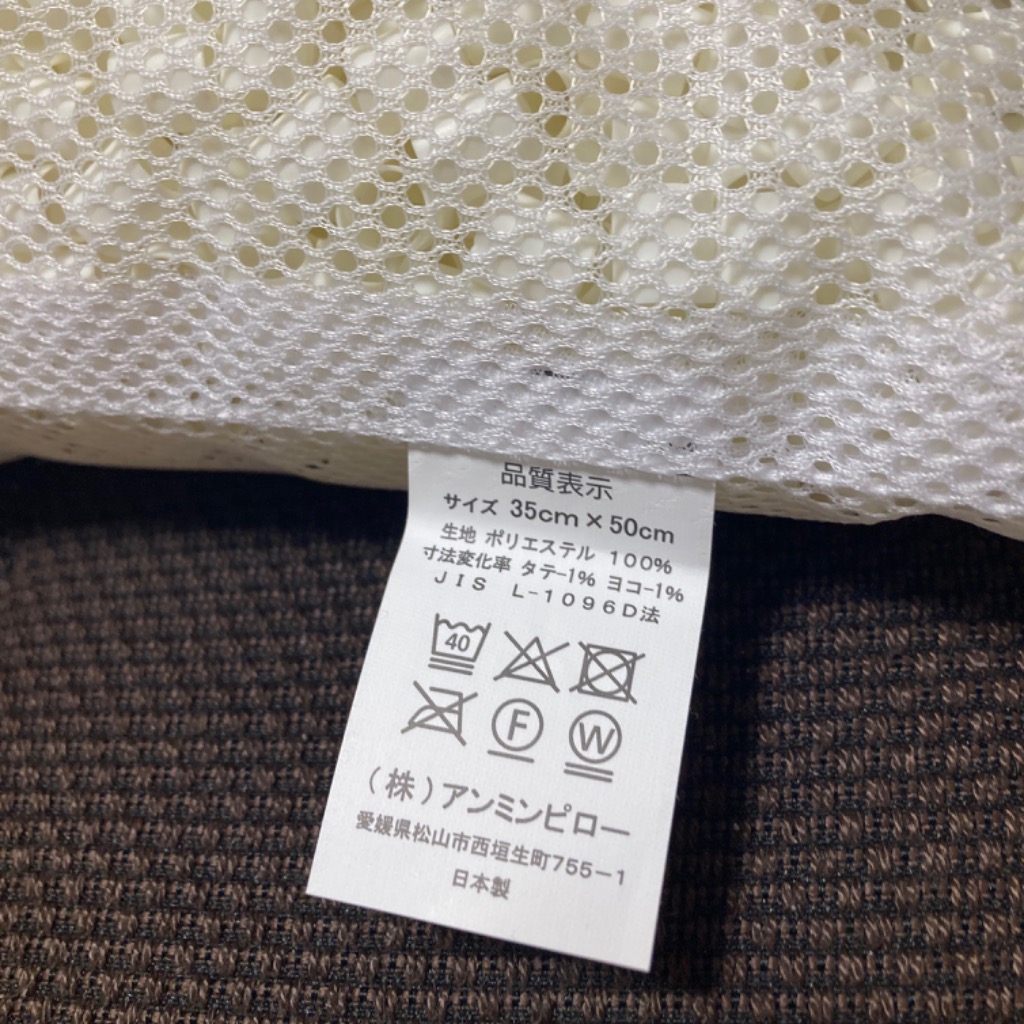 品質表示
サイズ 35cm×50cm
生地 ポリエステル 100%
寸法変化率 タテ-1% ヨコ-1%
ＪＩＳ Ｌ-１０９６Ｄ法
40
F
W
(株)アンミンピロー
愛媛県松山市西垣生町755-1
日本製